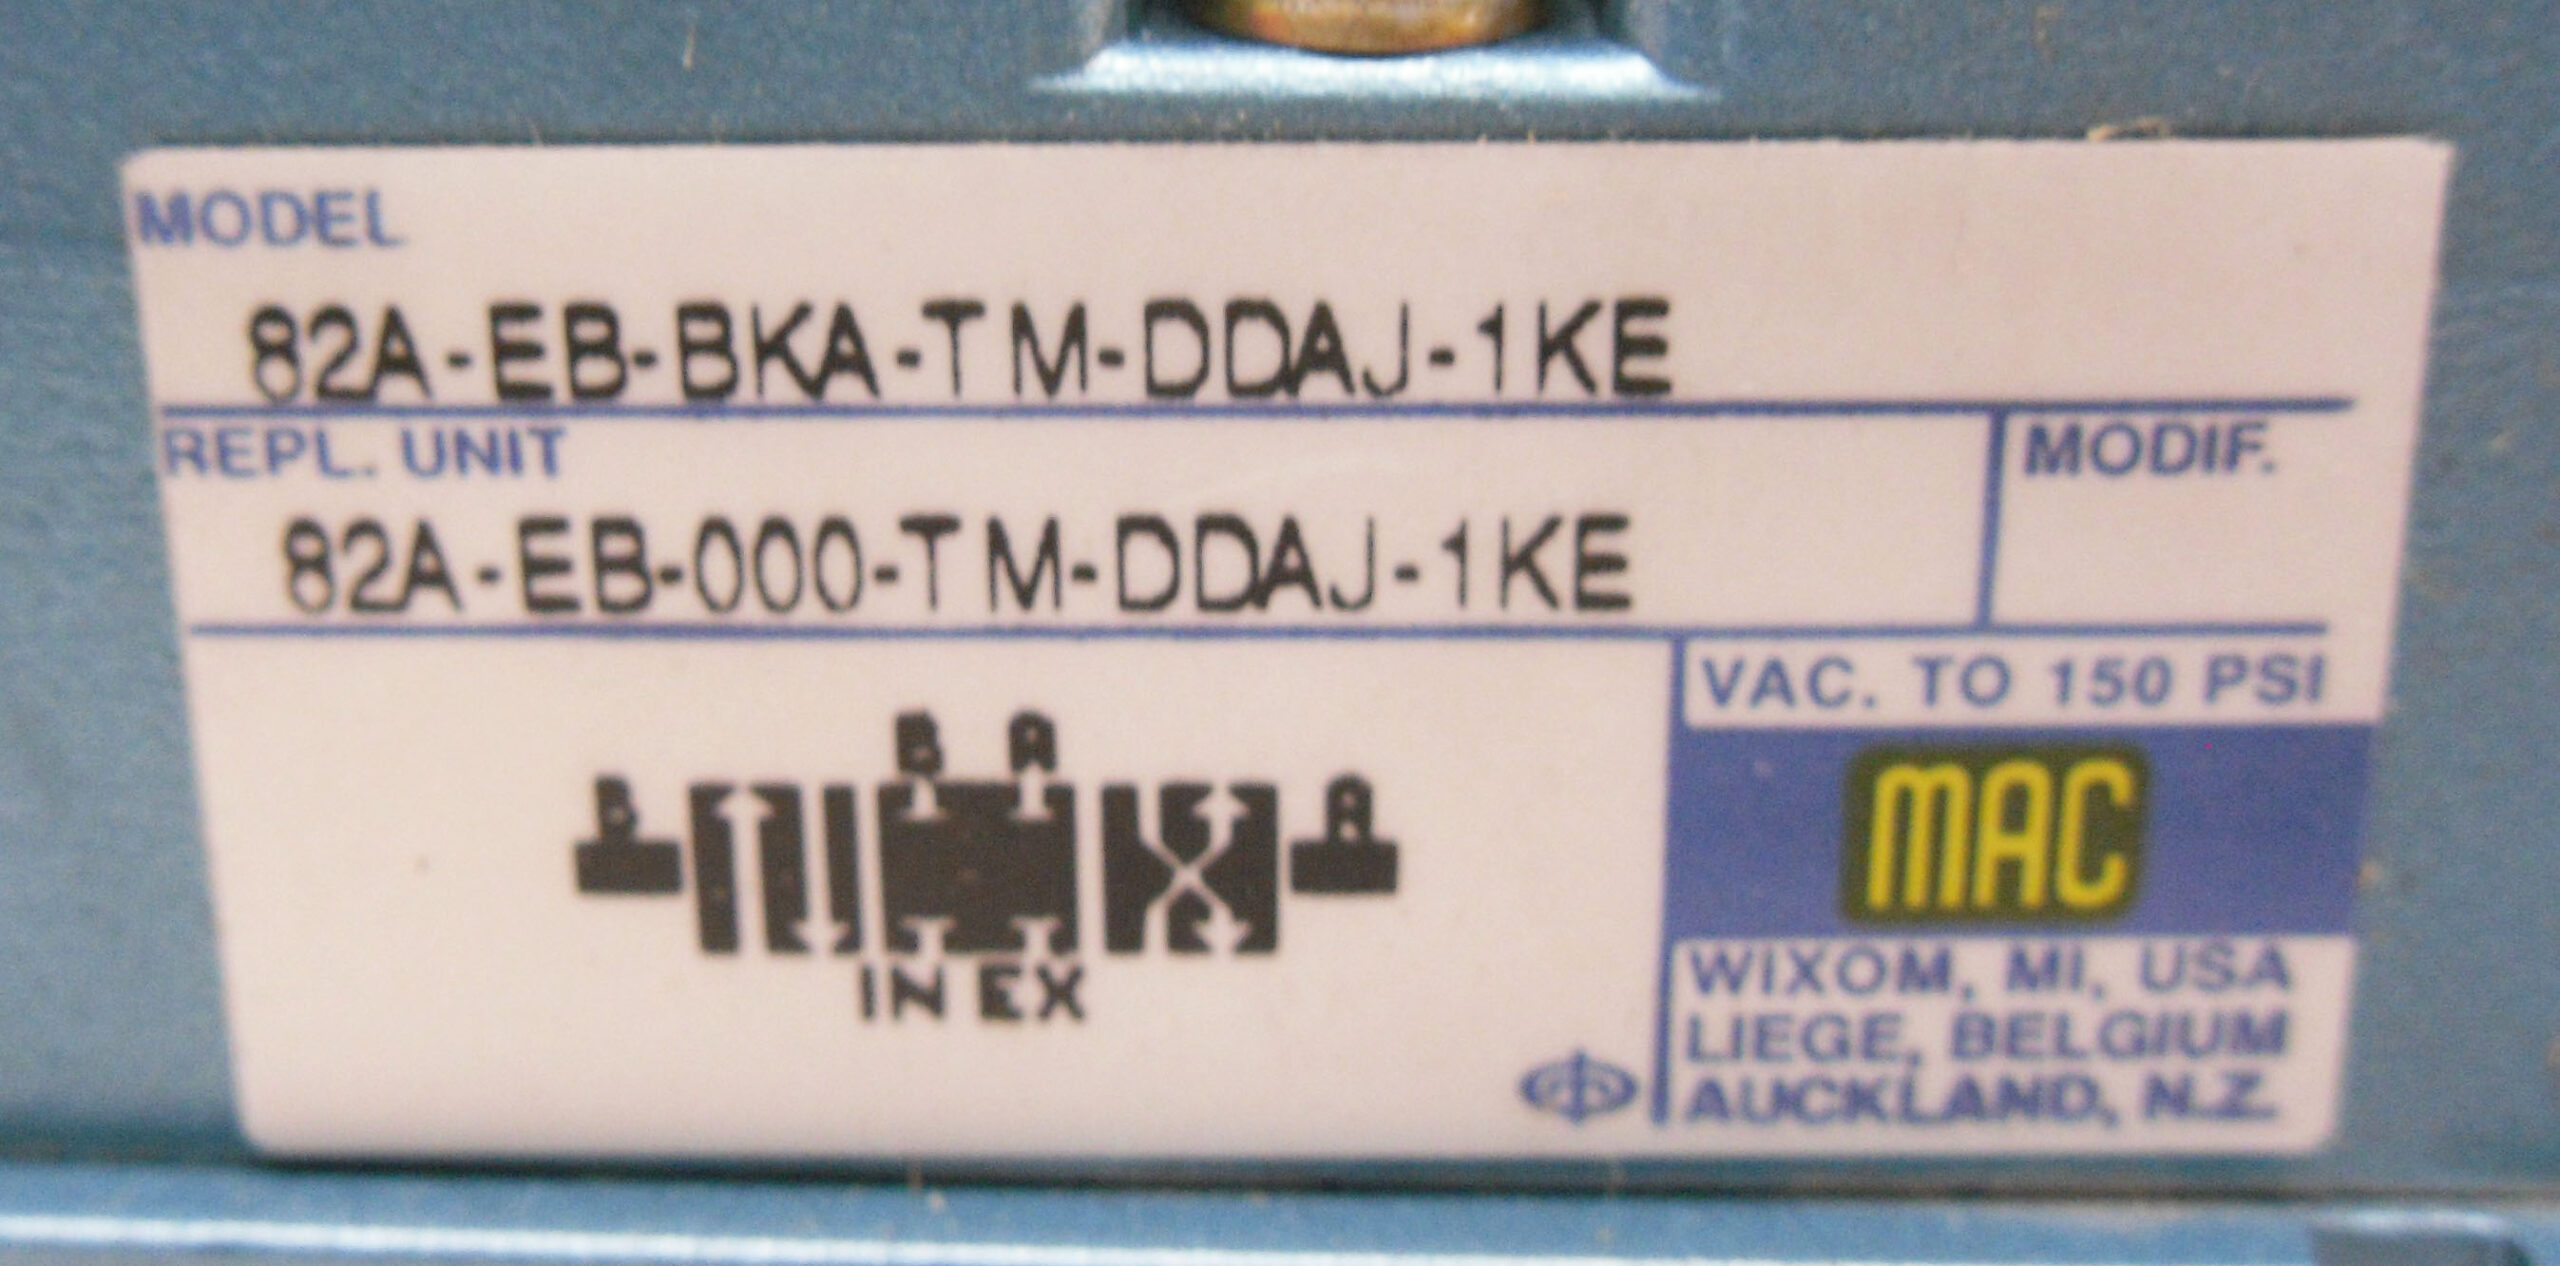 MODEL
82A-EB-BKA-TM-DDAJ-1KE
REPL. UNIT
MODIF.
82A-EB-000-TM-DDAJ-1KE
VAC. TO 150 PSI
B A
B A
MAC
IN EX
WIXOM, MI, USA
LIEGE, BELGIUM
AUCKLAND, N.Z.